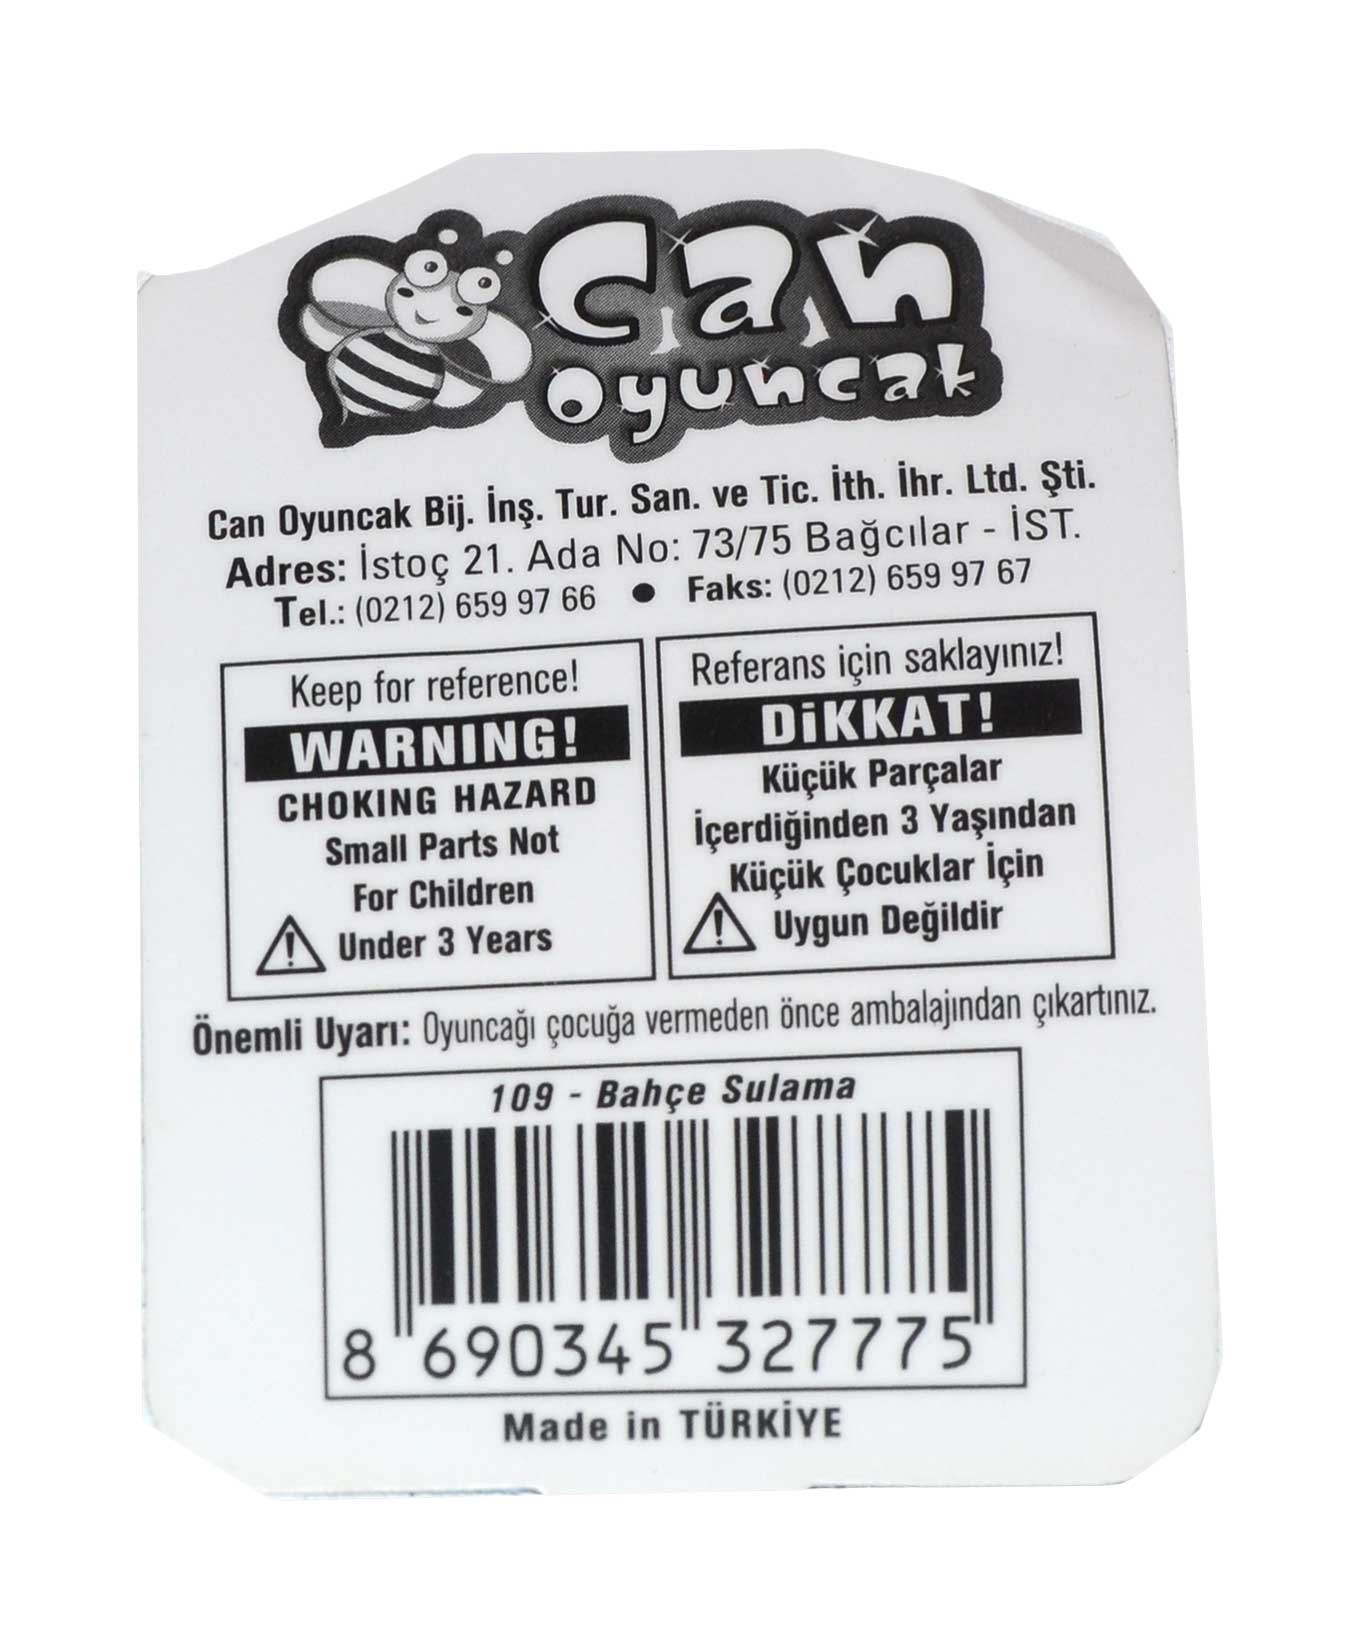 Can
Oyuncak
Can Oyuncak Bij. İnş. Tur. San. ve Tic. İth. İhr. Ltd. Şti.
Adres: İstoç 21. Ada No: 73/75 Bağcılar - İST.
Tel.: (0212) 659 97 66 • Faks: (0212) 659 97 67
Keep for reference!
WARNING!
CHOKING HAZARD
Small Parts Not
For Children
Under 3 Years
Referans için saklayınız!
DİKKAT!
Küçük Parçalar
İçerdiğinden 3 Yaşından
Küçük Çocuklar İçin
Uygun Değildir
Önemli Uyarı: Oyuncağı çocuğa vermeden önce ambalajından çıkartınız.
109 - Bahçe Sulama
8 690345 327775
Made in TÜRKİYE